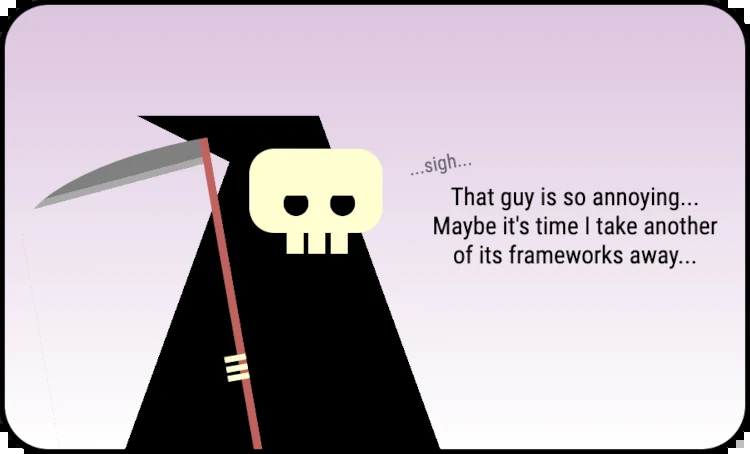 ...sigh...
That guy is so annoying...
Maybe it's time I take another
of its frameworks away...